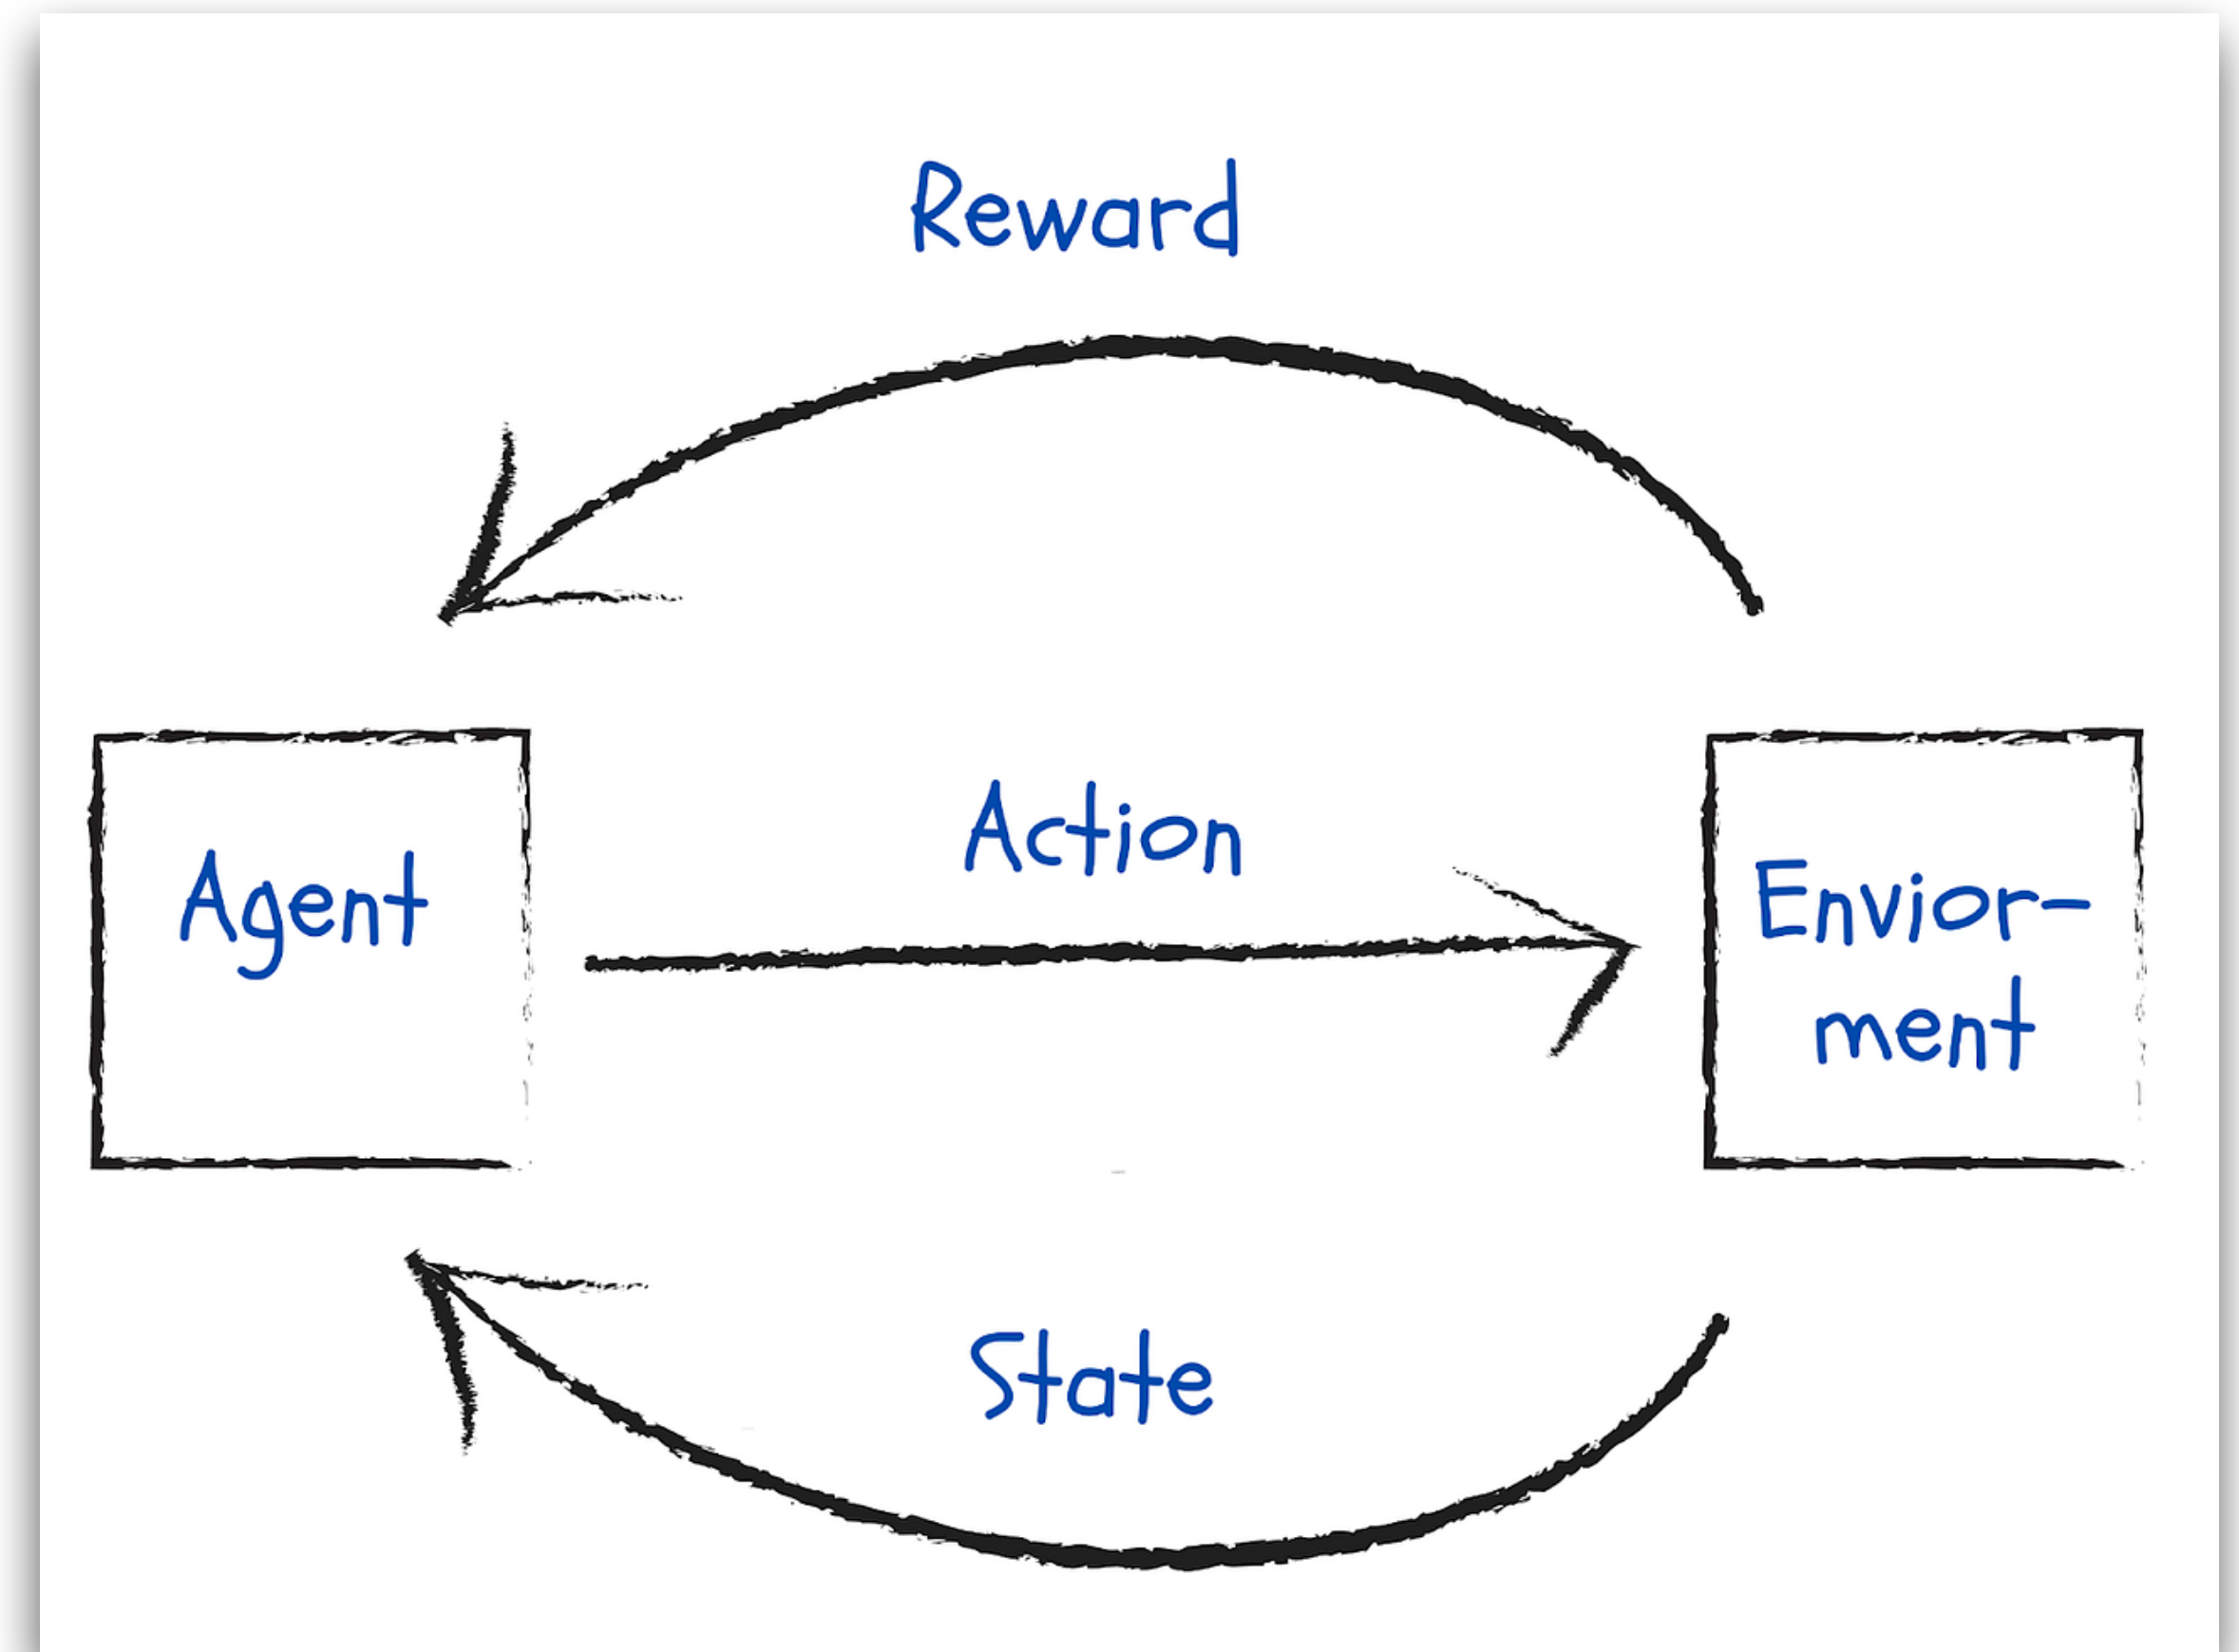 Reward
Action
Agent
Envior-
ment
State